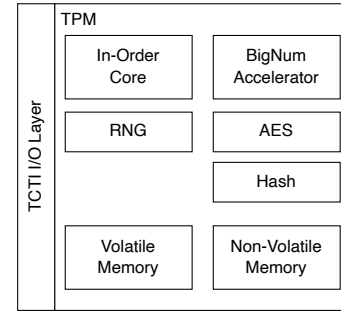 TPM
TCTI I/O Layer
In-Order
Core
BigNum
Accelerator
RNG
AES
Hash
Volatile
Memory
Non-Volatile
Memory